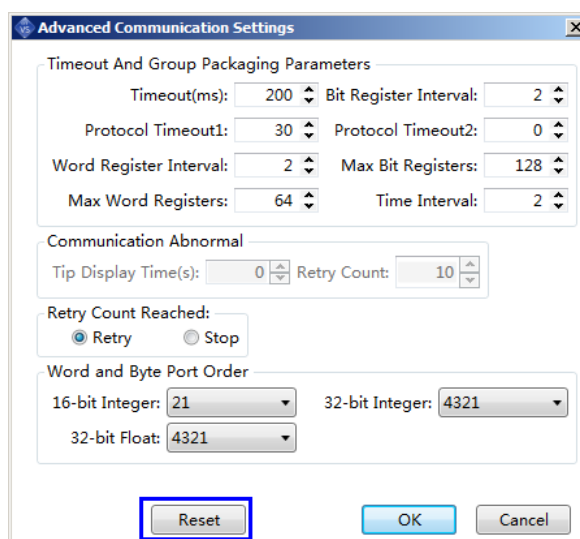 VS Advanced Communication Settings
Timeout And Group Packaging Parameters
Timeout(ms): 200 Bit Register Interval: 2
Protocol Timeout1: 30 Protocol Timeout2: 0
Word Register Interval: 2 Max Bit Registers: 128
Max Word Registers: 64 Time Interval: 2
Communication Abnormal
Tip Display Time(s): 0 Retry Count: 10
Retry Count Reached:
Retry Stop
Word and Byte Port Order
16-bit Integer: 21 32-bit Integer: 4321
32-bit Float: 4321
Reset OK Cancel